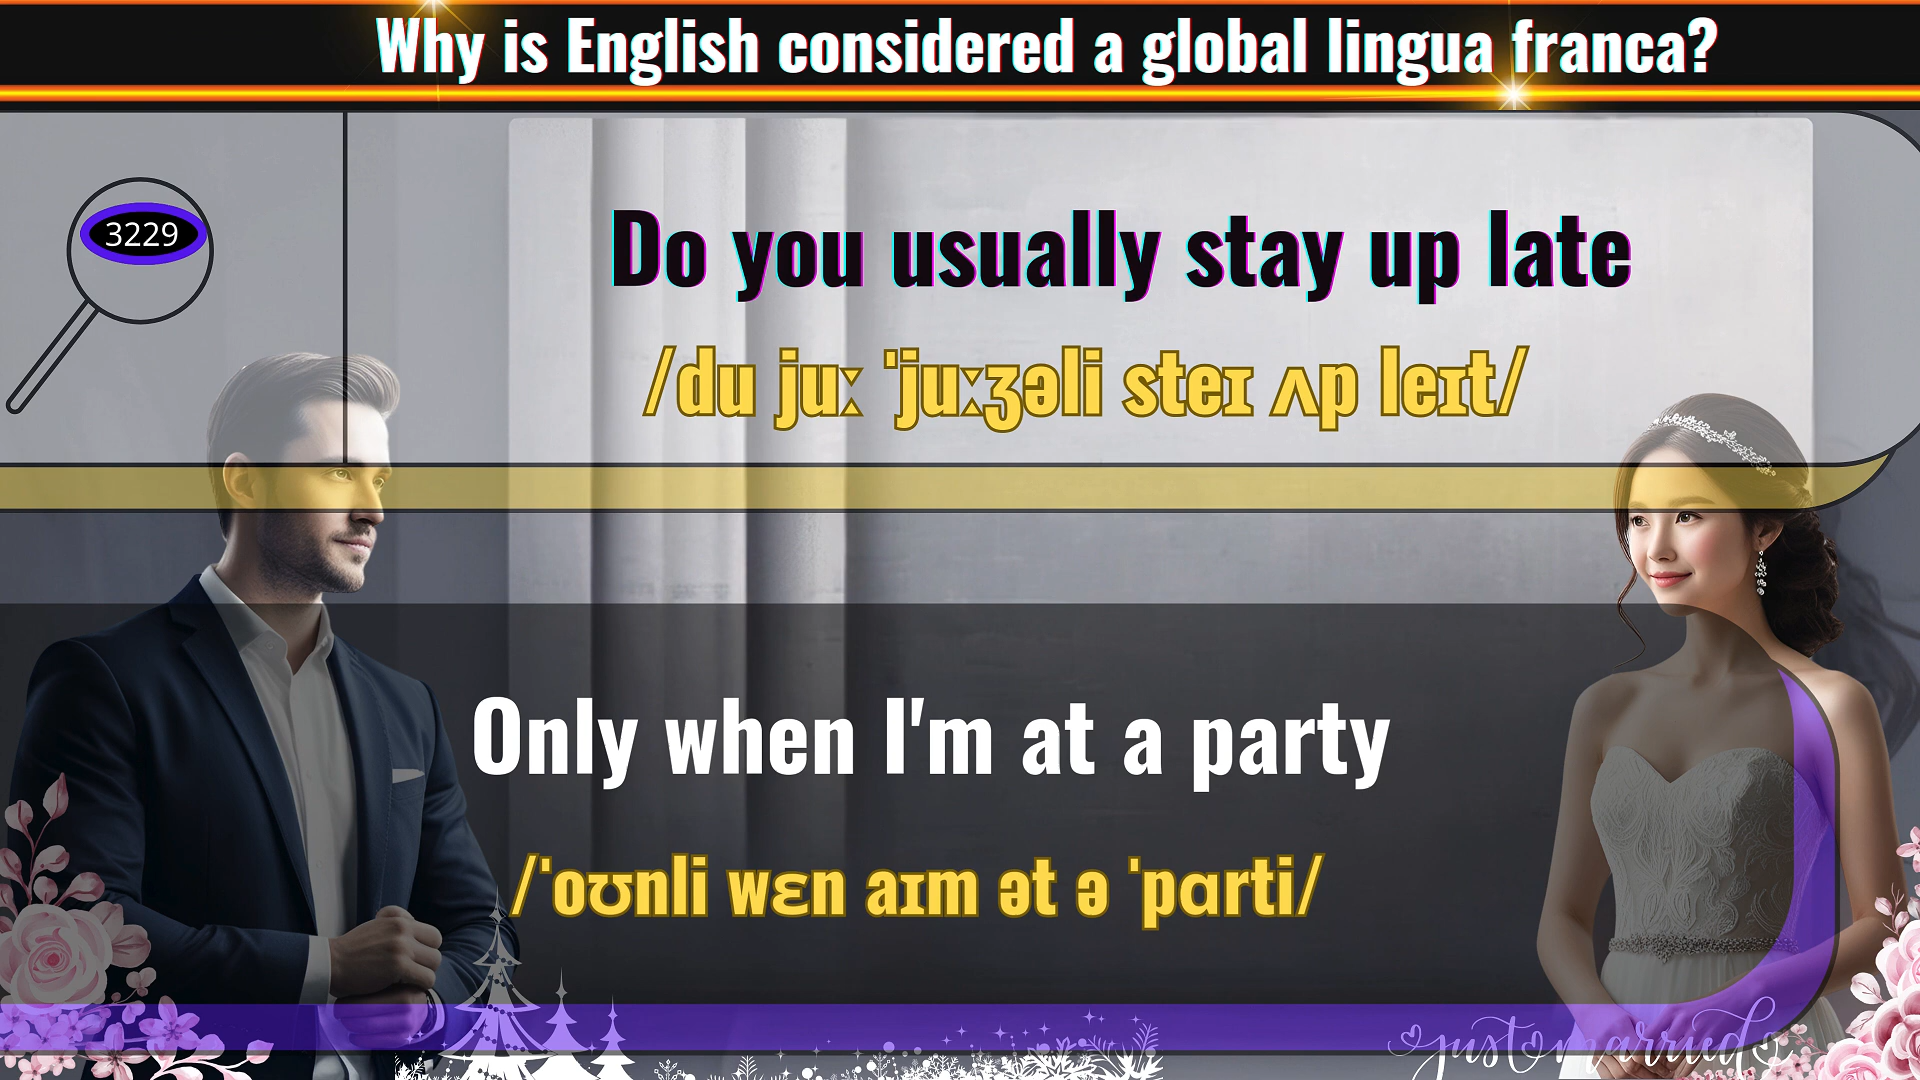 Why is English considered a global lingua franca?
3229
Do you usually stay up late
/du juː ˈjuːʒəli steɪ ʌp leɪt/
Only when I'm at a party
/ˈoʊnli wɛn aɪm ət ə ˈpɑrti/
just married